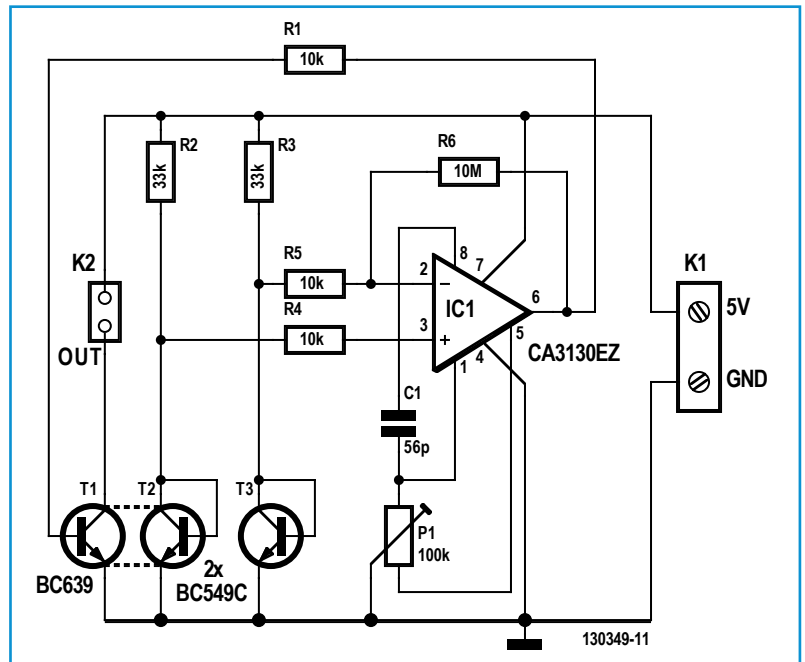 R1
10k
R2
33k
R3
33k
R6
10M
K2
OUT
R5
10k
R4
10k
2
3
8
7
6
5
4
1
−
+
IC1
CA3130EZ
K1
5V
GND
C1
56p
P1
100k
T1
T2
T3
BC639
2x
BC549C
130349-11